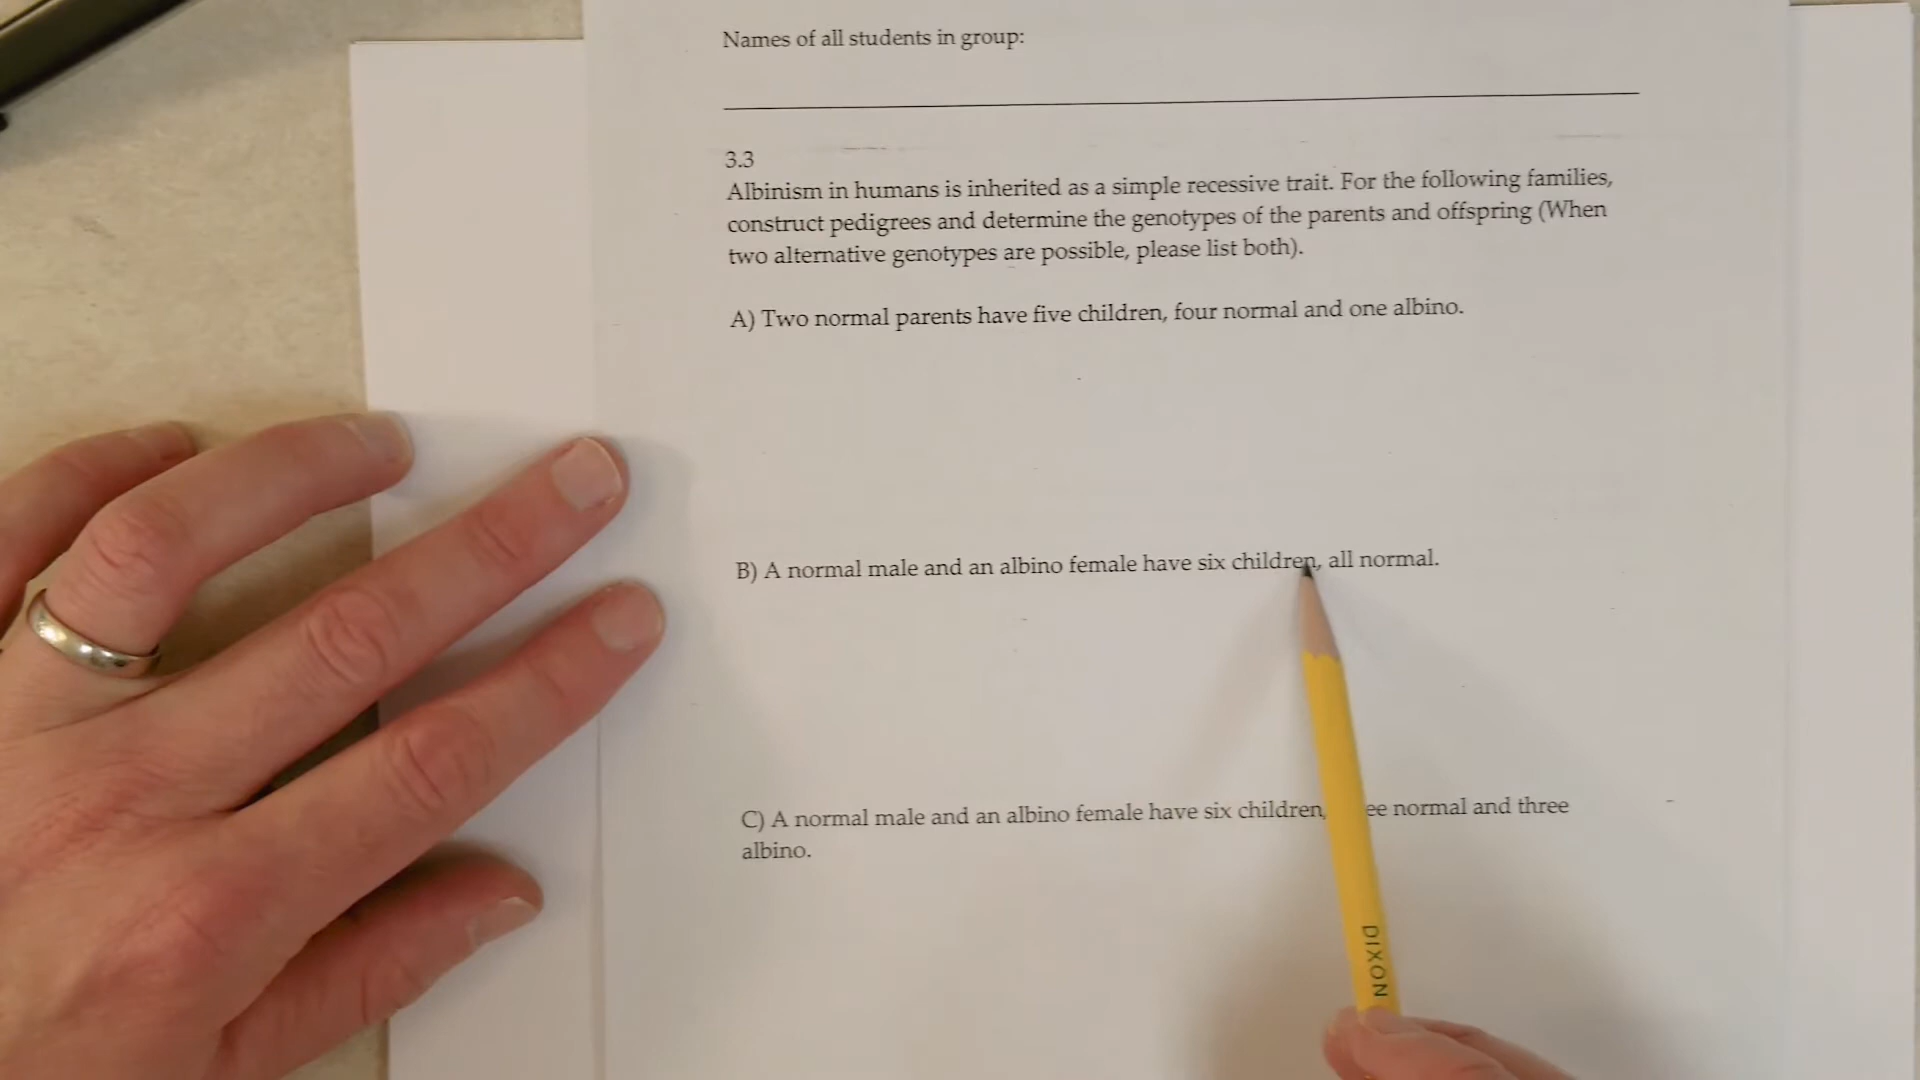 Names of all students in group:
3.3
Albinism in humans is inherited as a simple recessive trait. For the following families,
construct pedigrees and determine the genotypes of the parents and offspring (When
two alternative genotypes are possible, please list both).
A) Two normal parents have five children, four normal and one albino.
B) A normal male and an albino female have six children, all normal.
C) A normal male and an albino female have six children, ee normal and three
albino.
DIXON